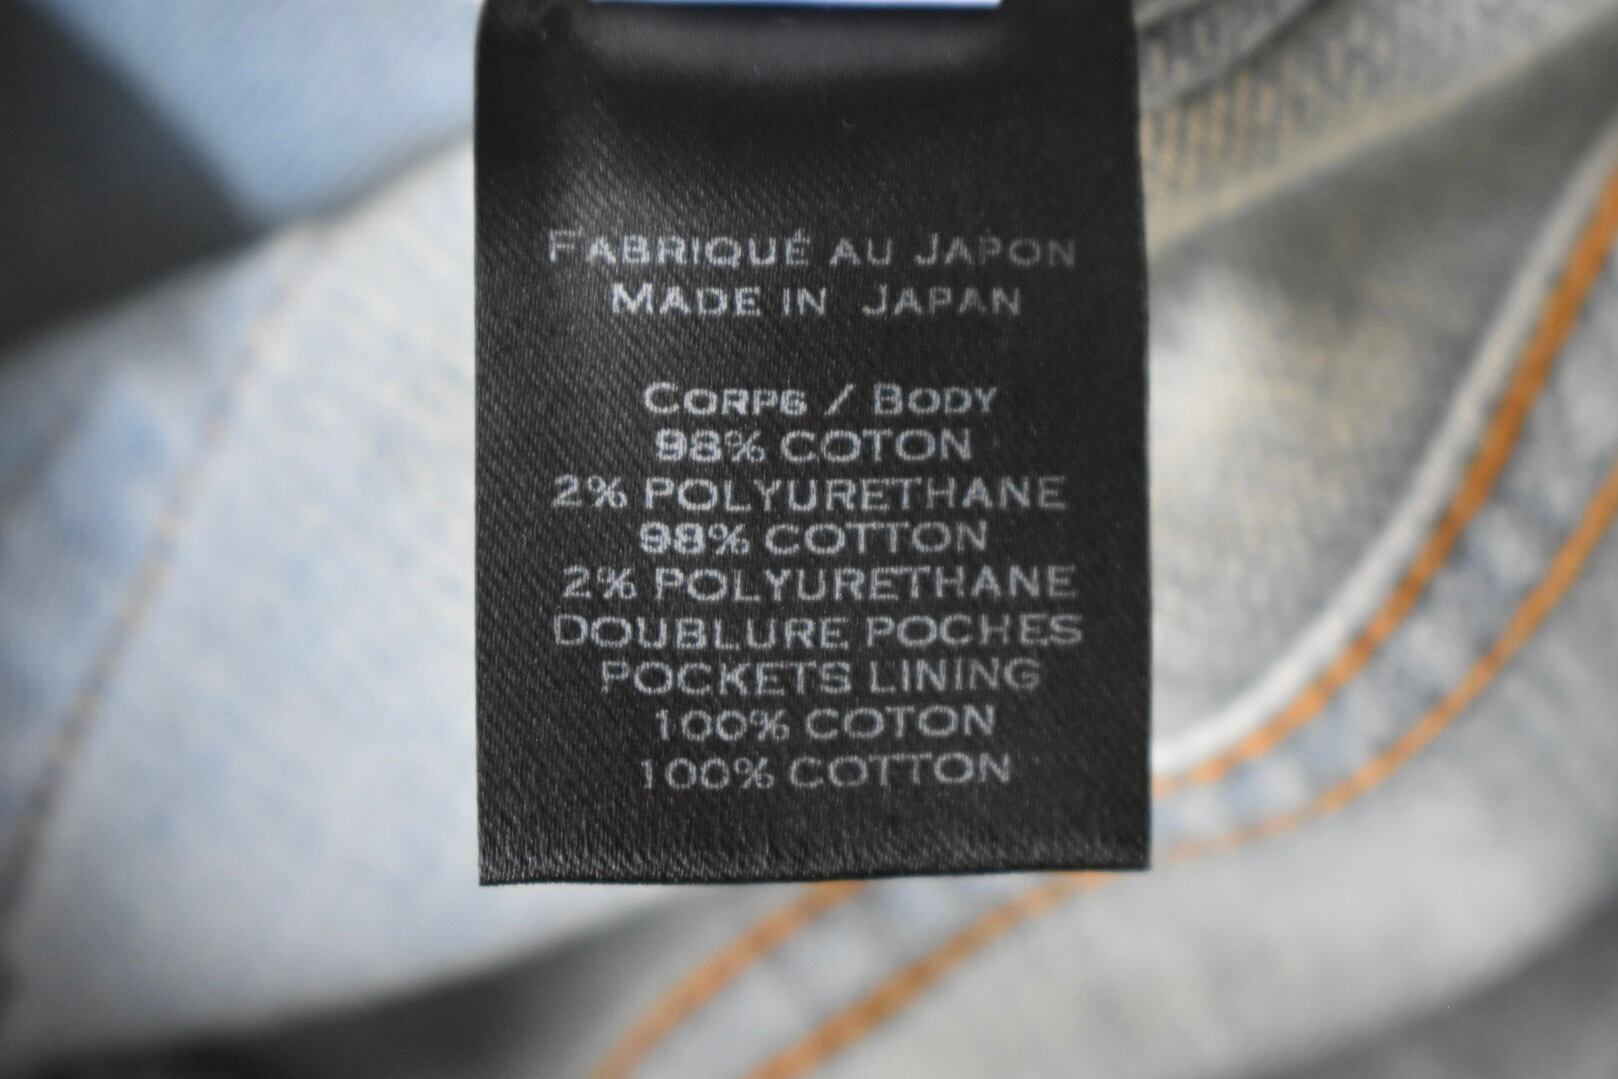 FABRIQUÉ AU JAPON
MADE IN JAPAN
CORPS / BODY
98% COTON
2% POLYURETHANE
98% COTTON
2% POLYURETHANE
DOUBLURE POCHES
POCKETS LINING
100% COTON
100% COTTON